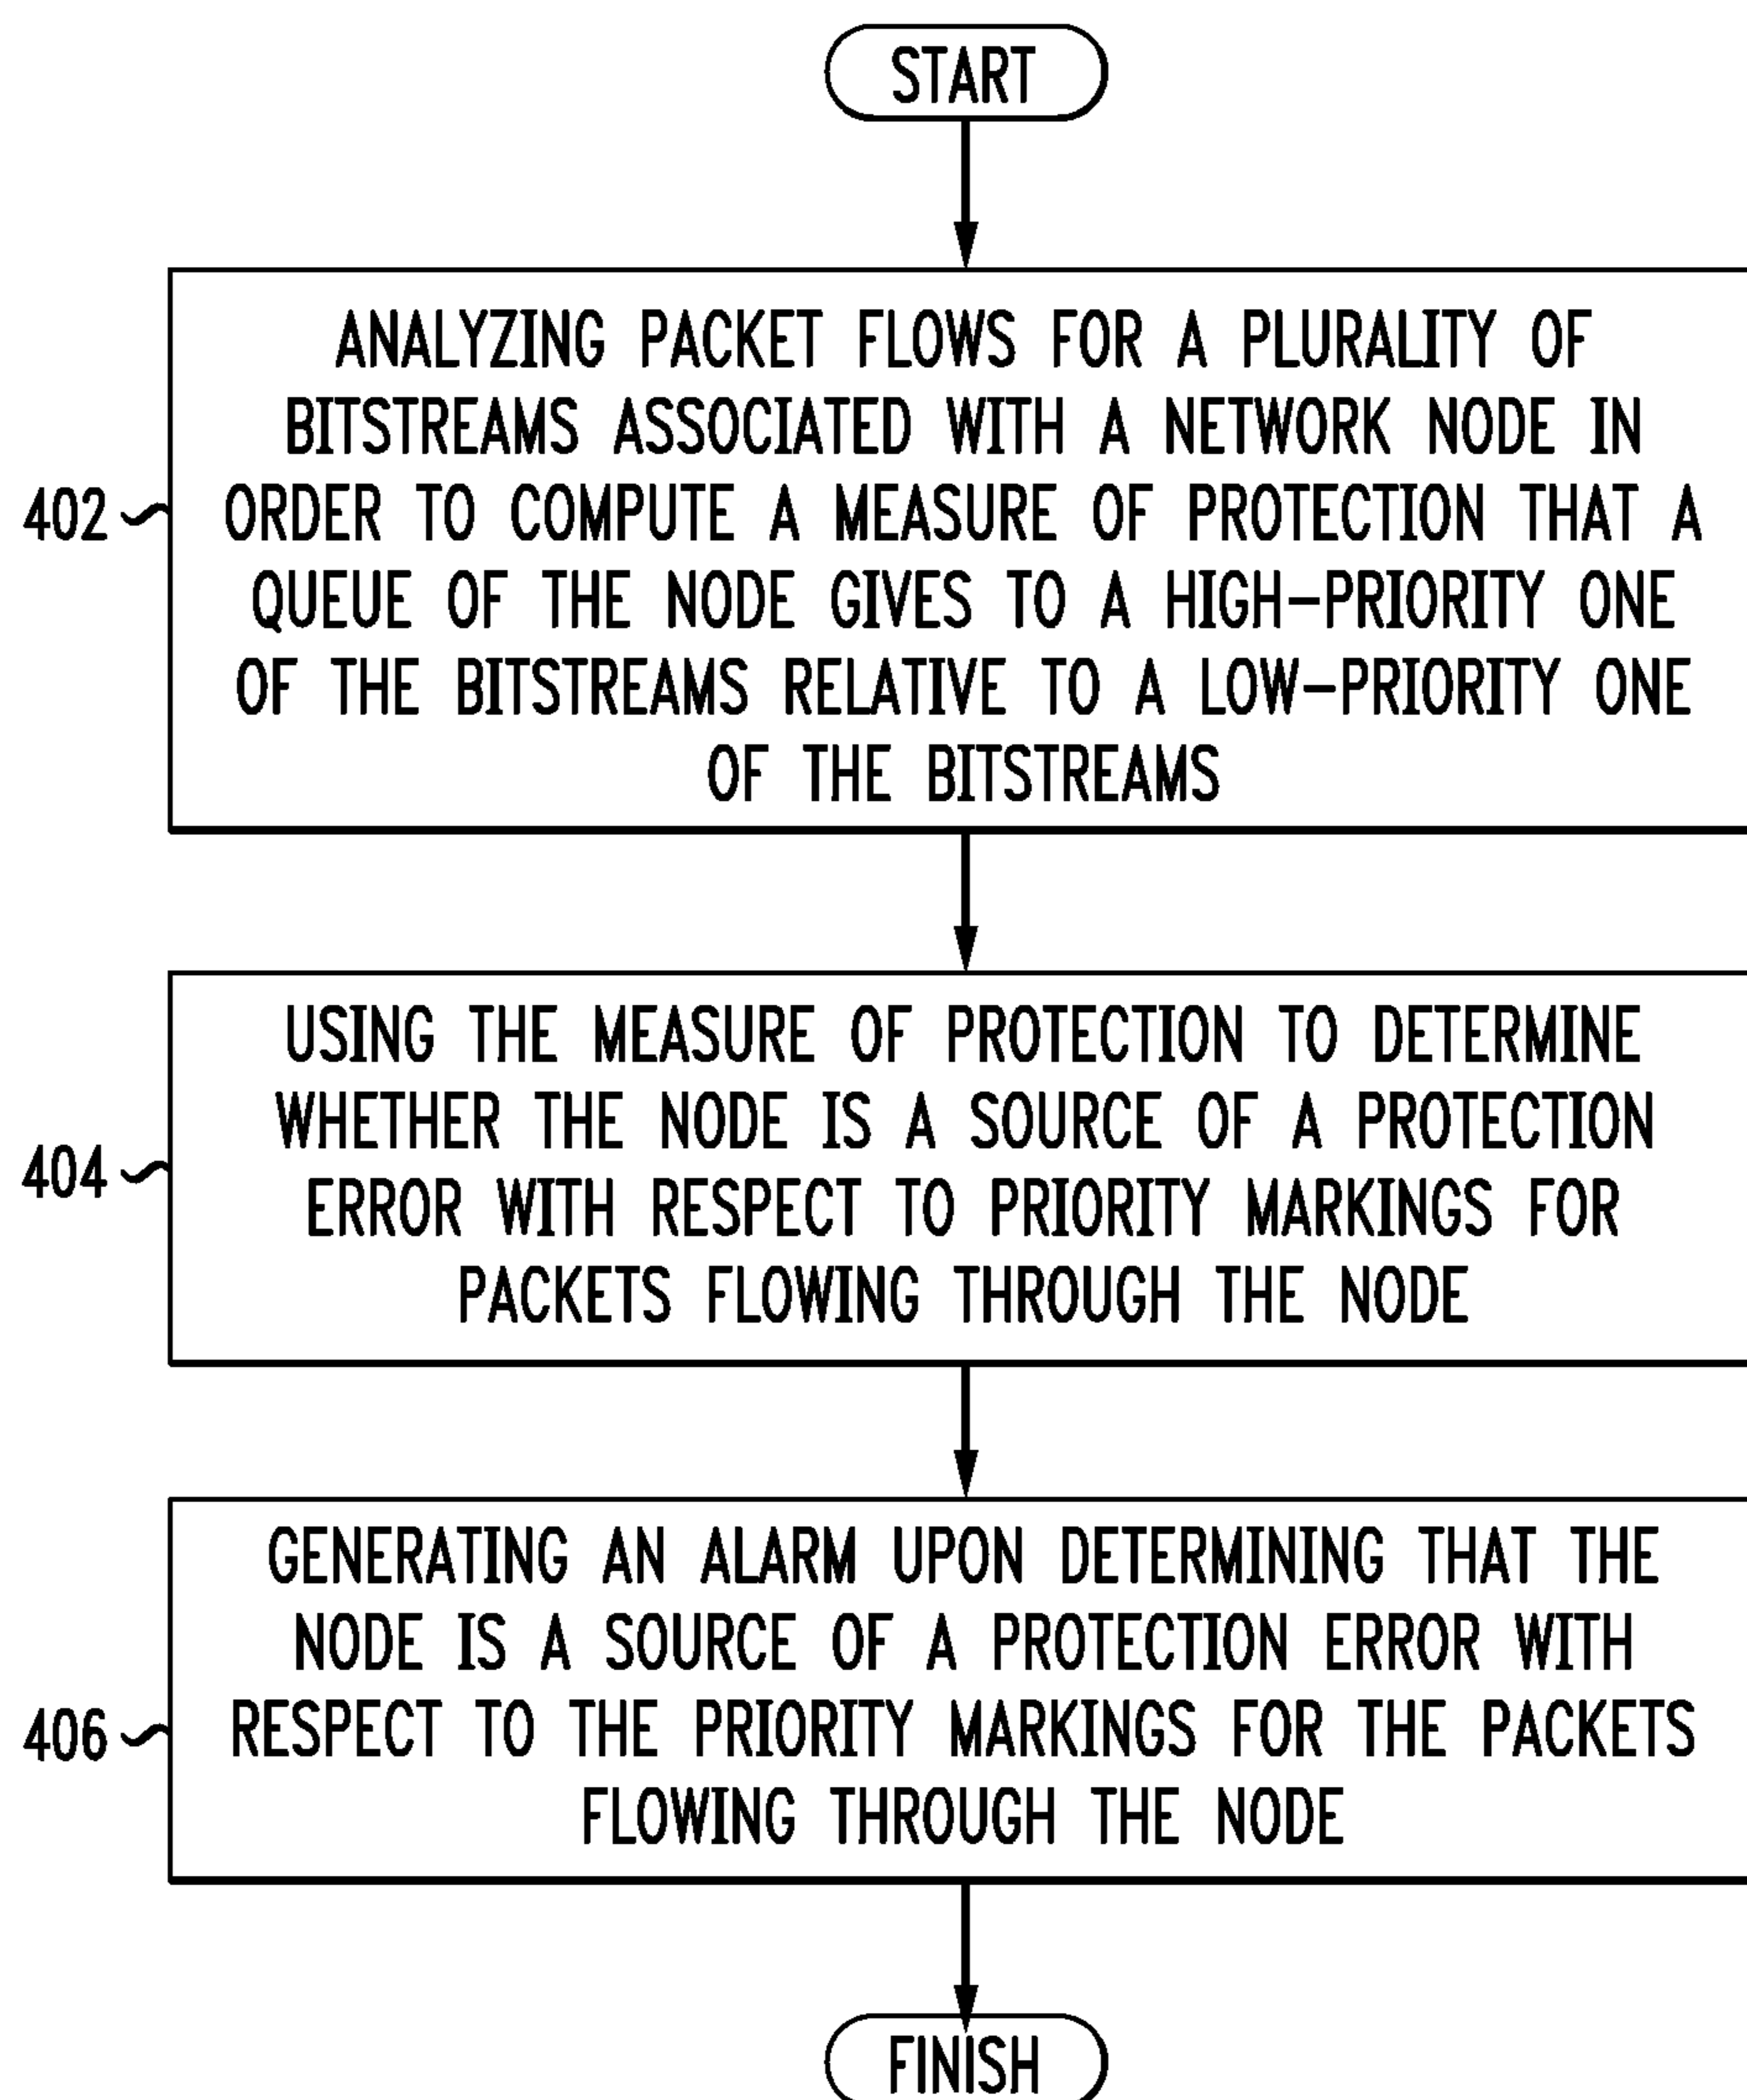 START
ANALYZING PACKET FLOWS FOR A PLURALITY OF
BITSTREAMS ASSOCIATED WITH A NETWORK NODE IN
402 ORDER TO COMPUTE A MEASURE OF PROTECTION THAT A
QUEUE OF THE NODE GIVES TO A HIGH-PRIORITY ONE
OF THE BITSTREAMS RELATIVE TO A LOW-PRIORITY ONE
OF THE BITSTREAMS
USING THE MEASURE OF PROTECTION TO DETERMINE
WHETHER THE NODE IS A SOURCE OF A PROTECTION
404 ERROR WITH RESPECT TO PRIORITY MARKINGS FOR
PACKETS FLOWING THROUGH THE NODE
GENERATING AN ALARM UPON DETERMINING THAT THE
NODE IS A SOURCE OF A PROTECTION ERROR WITH
406 RESPECT TO THE PRIORITY MARKINGS FOR THE PACKETS
FLOWING THROUGH THE NODE
FINISH